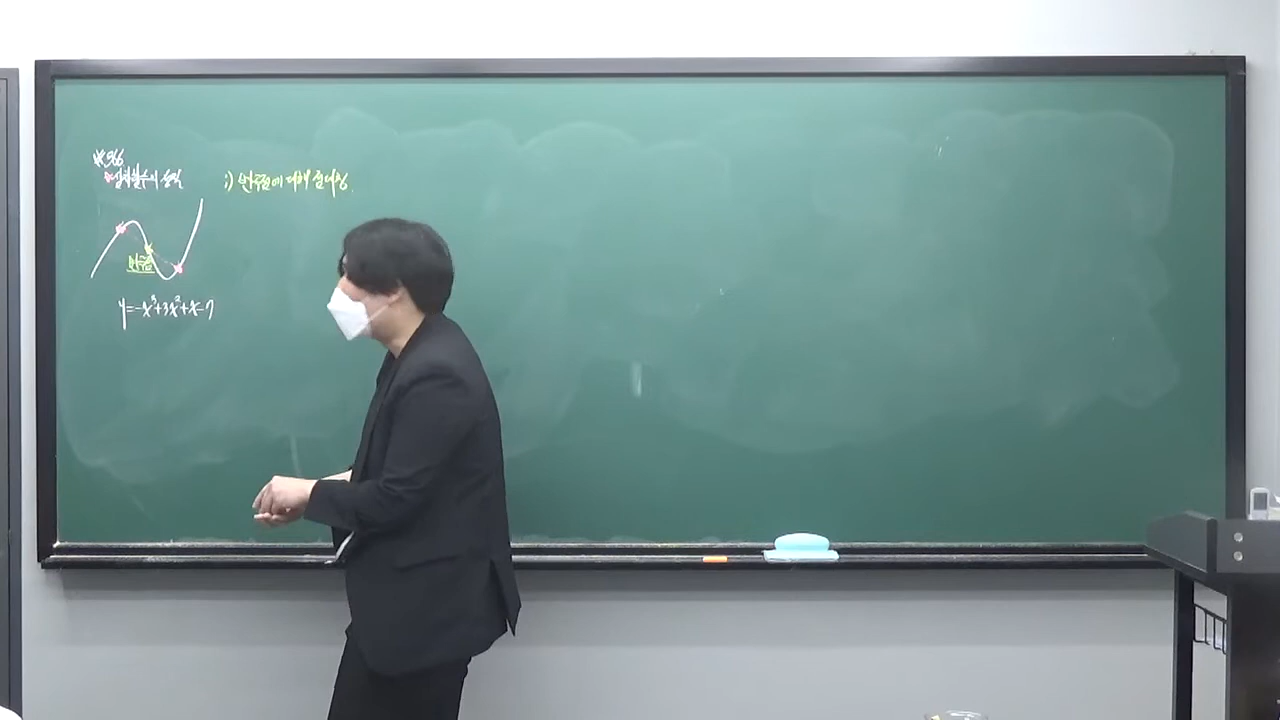 ※366
*삼차함수의 성질
i) 변곡점에 대해 점대칭.
변곡점
y=-x³+3x²+x-7